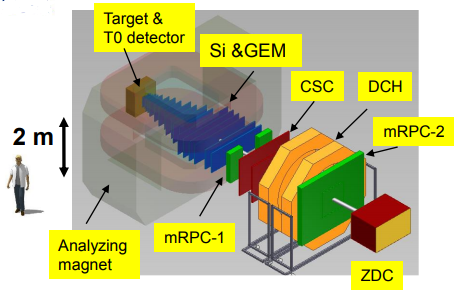 Target &
T0 detector
Si &GEM
CSC
DCH
mRPC-2
2 m
mRPC-1
Analyzing
magnet
ZDC